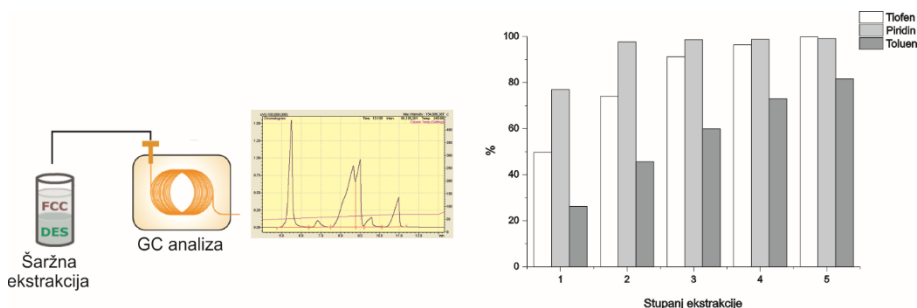 FCC
DES
Šaržna
ekstrakcija
GC analiza
Chromatogram
Tiofen
Piridin
Toluen
%
100
80
60
40
20
0
1 2 3 4 5
Stupanj ekstrakcije